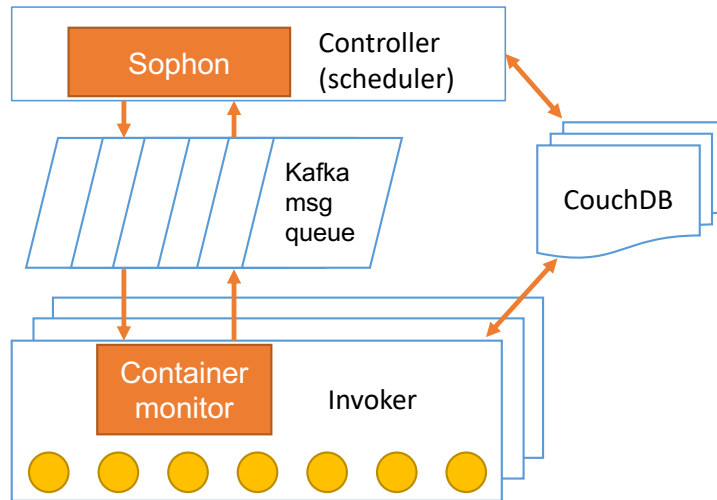 Sophon
Controller
(scheduler)
Kafka
msg
queue
CouchDB
Container
monitor
Invoker